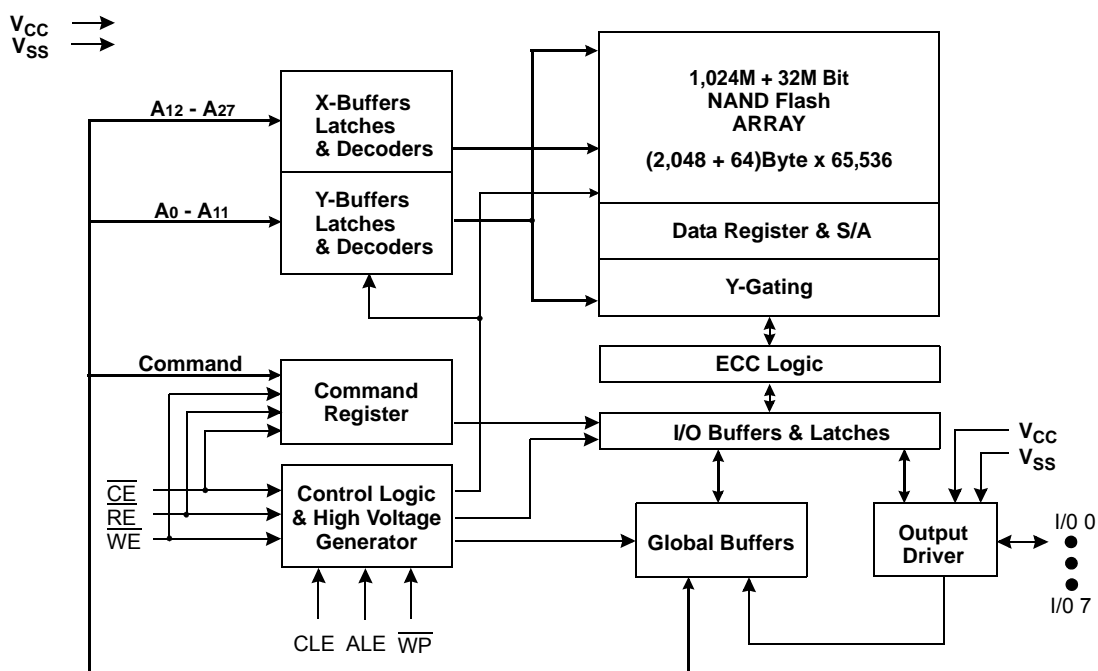 VCC
VSS
A12 - A27
X-Buffers
Latches
& Decoders
A0 - A11
Y-Buffers
Latches
& Decoders
1,024M + 32M Bit
NAND Flash
ARRAY
(2,048 + 64)Byte x 65,536
Data Register & S/A
Y-Gating
ECC Logic
Command
Command
Register
I/O Buffers & Latches
VCC
VSS
CE
RE
WE
Control Logic
& High Voltage
Generator
Global Buffers
Output
Driver
I/0 0
I/0 7
CLE ALE WP